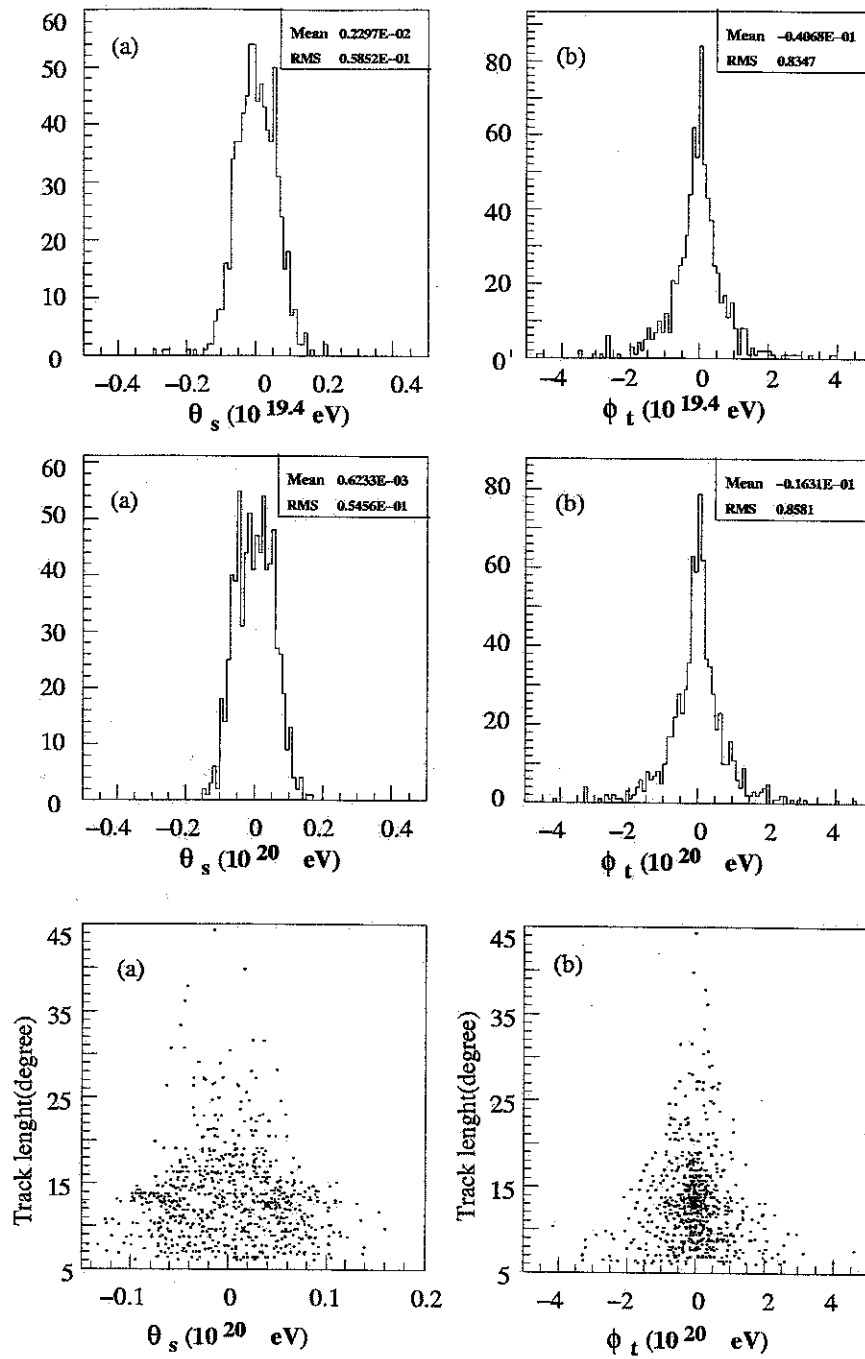 60
50
40
30
20
10
0
(a)
Mean 0.2297E−02
RMS 0.5852E−01
−0.4 −0.2 0 0.2 0.4
θ s (10 19.4 eV)
80
60
40
20
0
(b)
Mean −0.4068E−01
RMS 0.8347
−4 −2 0 2 4
ϕ t (10 19.4 eV)
60
50
40
30
20
10
0
(a)
Mean 0.6233E−03
RMS 0.5456E−01
−0.4 −0.2 0 0.2 0.4
θ s (10 20 eV)
80
60
40
20
0
(b)
Mean −0.1631E−01
RMS 0.8581
−4 −2 0 2 4
ϕ t (10 20 eV)
Track lenght(degree)
45
35
25
15
5
(a)
−0.1 0 0.1 0.2
θ s (10 20 eV)
Track lenght(degree)
45
35
25
15
5
(b)
−4 −2 0 2 4
ϕ t (10 20 eV)